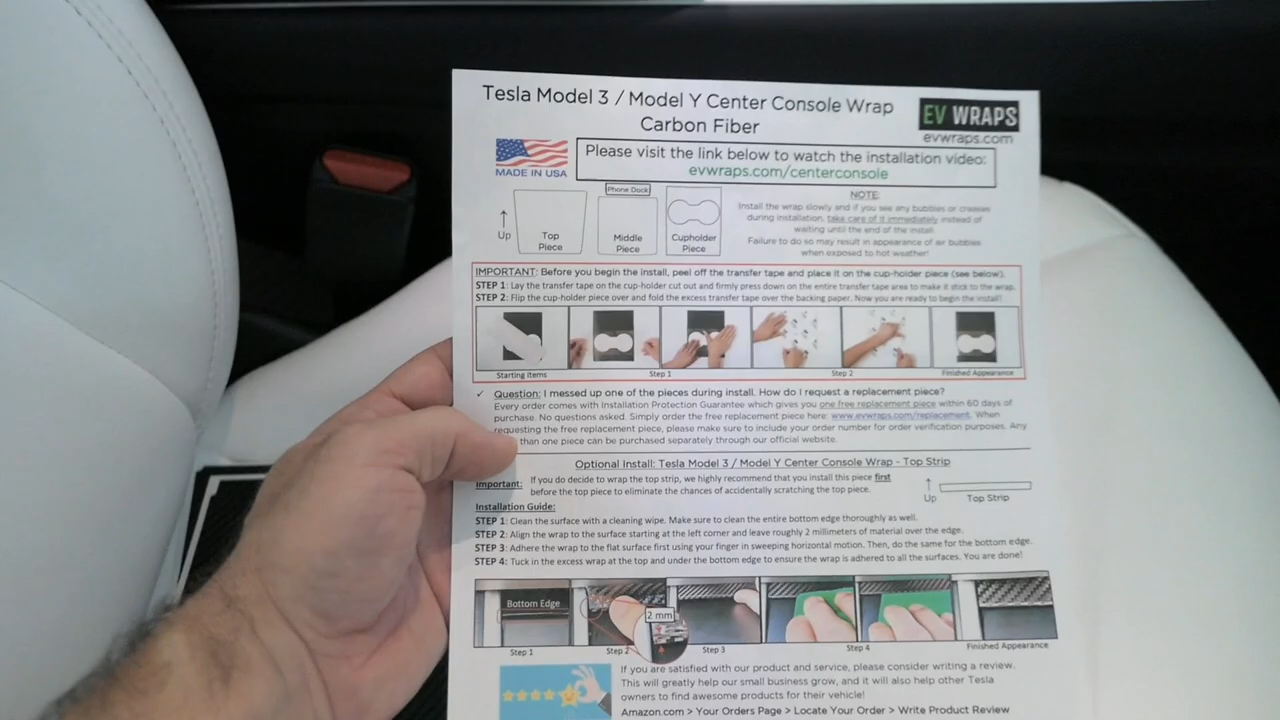 Tesla Model 3 / Model Y Center Console Wrap
Carbon Fiber
EV WRAPS
evwraps.com
MADE IN USA
Please visit the link below to watch the installation video:
evwraps.com/centerconsole
Up
Top
Piece
Phone Dock
Middle
Piece
Cupholder
Piece
NOTE:
Install the wrap slowly and if you see any bubbles or creases
during installation, take care of it immediately instead of
waiting until the end of the install.
Failure to do so may result in appearance of air bubbles
when exposed to hot weather!
IMPORTANT: Before you begin the install, peel off the transfer tape and place it on the cup-holder piece (see below).
STEP 1: Lay the transfer tape on the cup-holder cut out and firmly press down on the entire transfer tape area to make it stick to the wrap.
STEP 2: Flip the cup-holder piece over and fold the excess transfer tape over the backing paper. Now you are ready to begin the install!
Starting items
Step 1
Step 2
Finished Appearance
✓ Question: I messed up one of the pieces during install. How do I request a replacement piece?
Every order comes with Installation Protection Guarantee which gives you one free replacement piece within 60 days of
purchase. No questions asked. Simply order the free replacement piece here: www.evwraps.com/replacement. When
requesting the free replacement piece, please make sure to include your order number for order verification purposes. Any
than one piece can be purchased separately through our official website.
Optional Install: Tesla Model 3 / Model Y Center Console Wrap - Top Strip
Important: If you do decide to wrap the top strip, we highly recommend that you install this piece first
before the top piece to eliminate the chances of accidentally scratching the top piece.
Up
Top Strip
Installation Guide:
STEP 1: Clean the surface with a cleaning wipe. Make sure to clean the entire bottom edge thoroughly as well.
STEP 2: Align the wrap to the surface starting at the left corner and leave roughly 2 millimeters of material over the edge.
STEP 3: Adhere the wrap to the flat surface first using your finger in sweeping horizontal motion. Then, do the same for the bottom edge.
STEP 4: Tuck in the excess wrap at the top and under the bottom edge to ensure the wrap is adhered to all the surfaces. You are done!
Bottom Edge
2 mm
Step 1
Step 2
Step 3
Step 4
Finished Appearance
If you are satisfied with our product and service, please consider writing a review.
This will greatly help our small business grow, and it will also help other Tesla
owners to find awesome products for their vehicle!
Amazon.com > Your Orders Page > Locate Your Order > Write Product Review